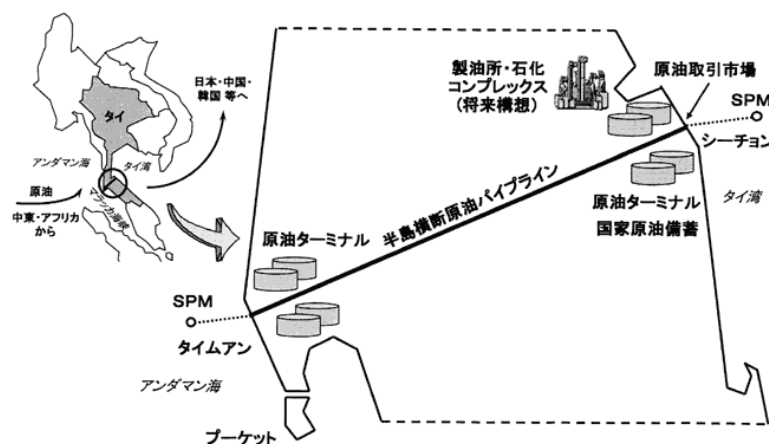 日本・中国・
韓国 等へ
タイ
アンダマン海
タイ湾
原油
中東・アフリカ
から
マラッカ海峡
製油所・石化
コンプレックス
(将来構想)
原油取引市場
SPM
シーチョン
タイ湾
原油ターミナル
国家原油備蓄
半島横断原油パイプライン
原油ターミナル
SPM
タイムアン
アンダマン海
プーケット